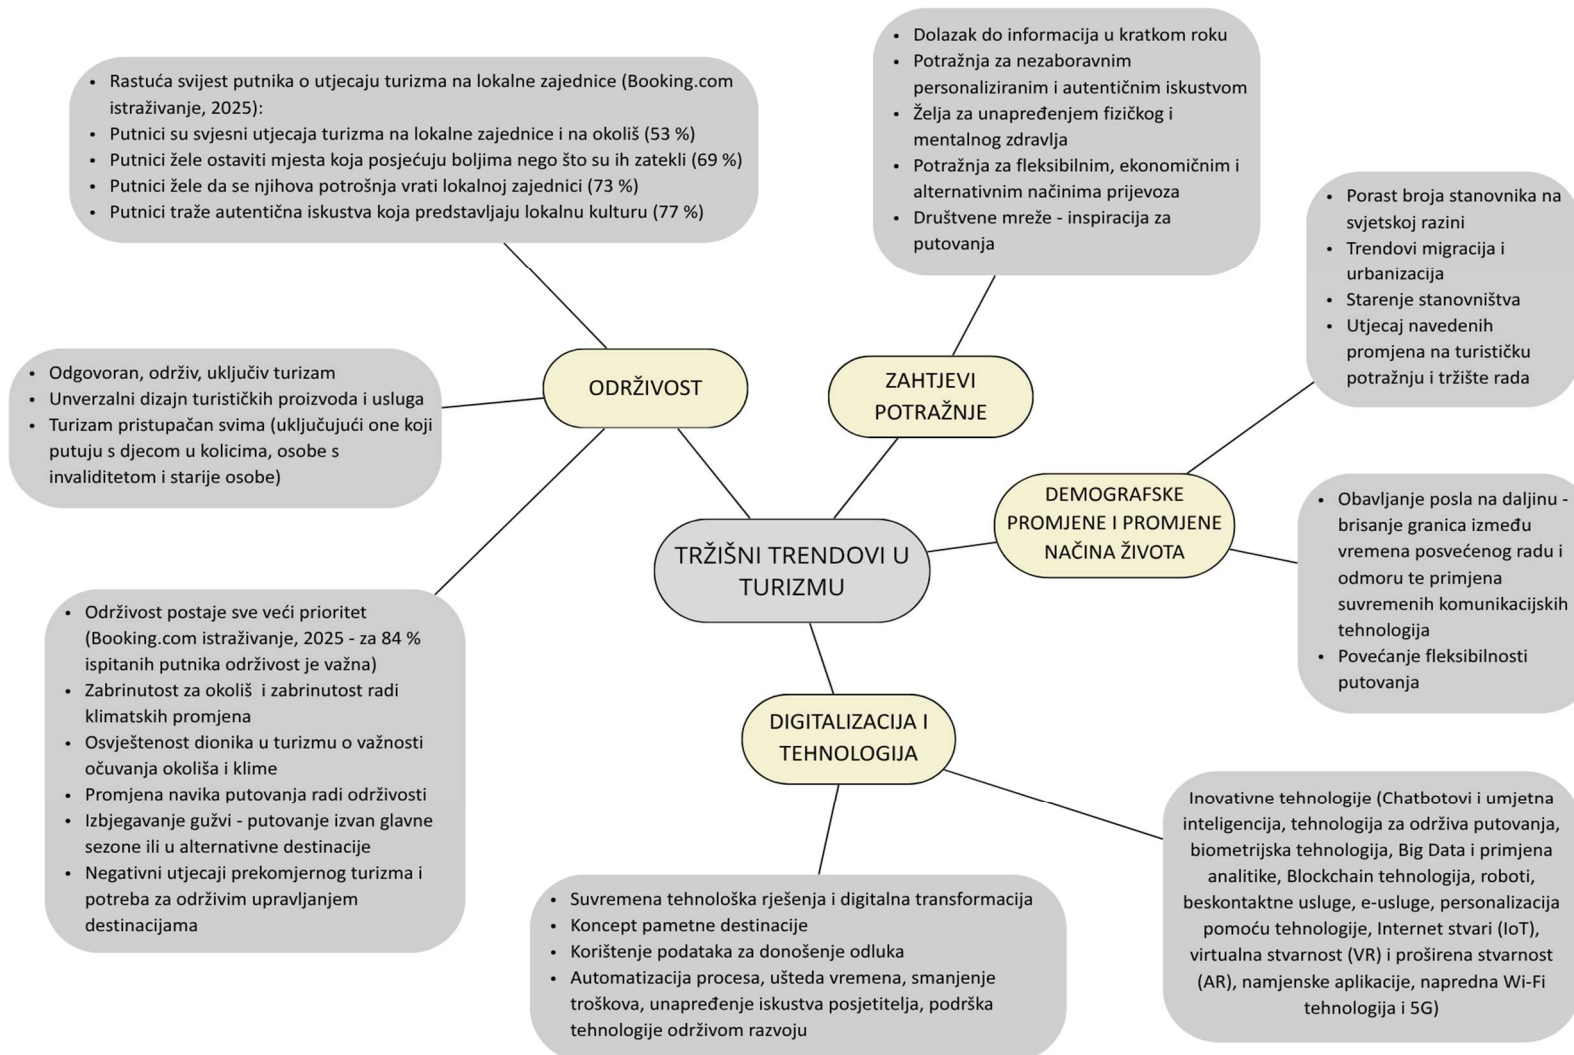 • Rastuća svijest putnika o utjecaju turizma na lokalne zajednice (Booking.com
istraživanje, 2025):
• Putnici su svjesni utjecaja turizma na lokalne zajednice i na okoliš (53 %)
• Putnici žele ostaviti mjesta koja posjećuju boljima nego što su ih zatekli (69 %)
• Putnici žele da se njihova potrošnja vrati lokalnoj zajednici (73 %)
• Putnici traže autentična iskustva koja predstavljaju lokalnu kulturu (77 %)
• Dolazak do informacija u kratkom roku
• Potražnja za nezaboravnim
personaliziranim i autentičnim iskustvom
• Želja za unapređenjem fizičkog i
mentalnog zdravlja
• Potražnja za fleksibilnim, ekonomičnim i
alternativnim načinima prijevoza
• Društvene mreže - inspiracija za
putovanja
• Porast broja stanovnika na
svjetskoj razini
• Trendovi migracija i
urbanizacija
• Starenje stanovništva
• Utjecaj navedenih
promjena na turističku
potražnju i tržište rada
• Odgovoran, održiv, uključiv turizam
• Unverzalni dizajn turističkih proizvoda i usluga
• Turizam pristupačan svima (uključujući one koji
putuju s djecom u kolicima, osobe s
invaliditetom i starije osobe)
ODRŽIVOST
ZAHTJEVI
POTRAŽNJE
DEMOGRAFSKE
PROMJENE I PROMJENE
NAČINA ŽIVOTA
TRŽIŠNI TRENDOVI U
TURIZMU
• Obavljanje posla na daljinu -
brisanje granica između
vremena posvećenog radu i
odmoru te primjena
suvremenih komunikacijskih
tehnologija
• Povećanje fleksibilnosti
putovanja
• Održivost postaje sve veći prioritet
(Booking.com istraživanje, 2025 - za 84 %
ispitanih putnika održivost je važna)
• Zabrinutost za okoliš i zabrinutost radi
klimatskih promjena
• Osviještenost dionika u turizmu o važnosti
očuvanja okoliša i klime
• Promjena navika putovanja radi održivosti
• Izbjegavanje gužvi - putovanje izvan glavne
sezone ili u alternativne destinacije
• Negativni utjecaji prekomjernog turizma i
potreba za održivim upravljanjem
destinacijama
DIGITALIZACIJA I
TEHNOLOGIJA
• Suvremena tehnološka rješenja i digitalna transformacija
• Koncept pametne destinacije
• Korištenje podataka za donošenje odluka
• Automatizacija procesa, ušteda vremena, smanjenje
troškova, unapređenje iskustva posjetitelja, podrška
tehnologije održivom razvoju
Inovativne tehnologije (Chatbotovi i umjetna
inteligencija, tehnologija za održiva putovanja,
biometrijska tehnologija, Big Data i primjena
analitike, Blockchain tehnologija, roboti,
beskontaktne usluge, e-usluge, personalizacija
pomoću tehnologije, Internet stvari (IoT),
virtualna stvarnost (VR) i proširena stvarnost
(AR), namjenske aplikacije, napredna Wi-Fi
tehnologija i 5G)